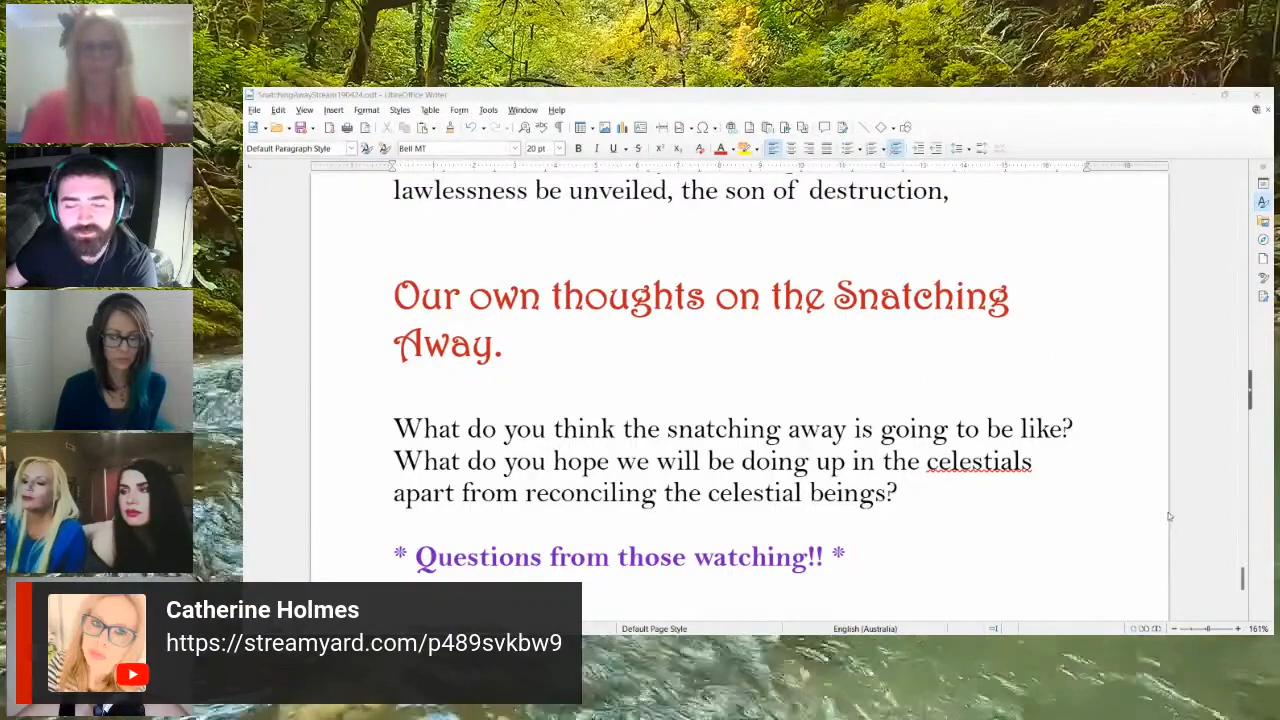 SnatchingAwayStream190424.odt - LibreOffice Writer
File Edit View Insert Format Styles Table Form Tools Window Help
Default Paragraph Style
Bell MT
20 pt
lawlessness be unveiled, the son of destruction,
Our own thoughts on the Snatching
Away.
What do you think the snatching away is going to be like?
What do you hope we will be doing up in the celestials
apart from reconciling the celestial beings?
* Questions from those watching!! *
Catherine Holmes
https://streamyard.com/p489svkbw9
Default Page Style
English (Australia)
161%